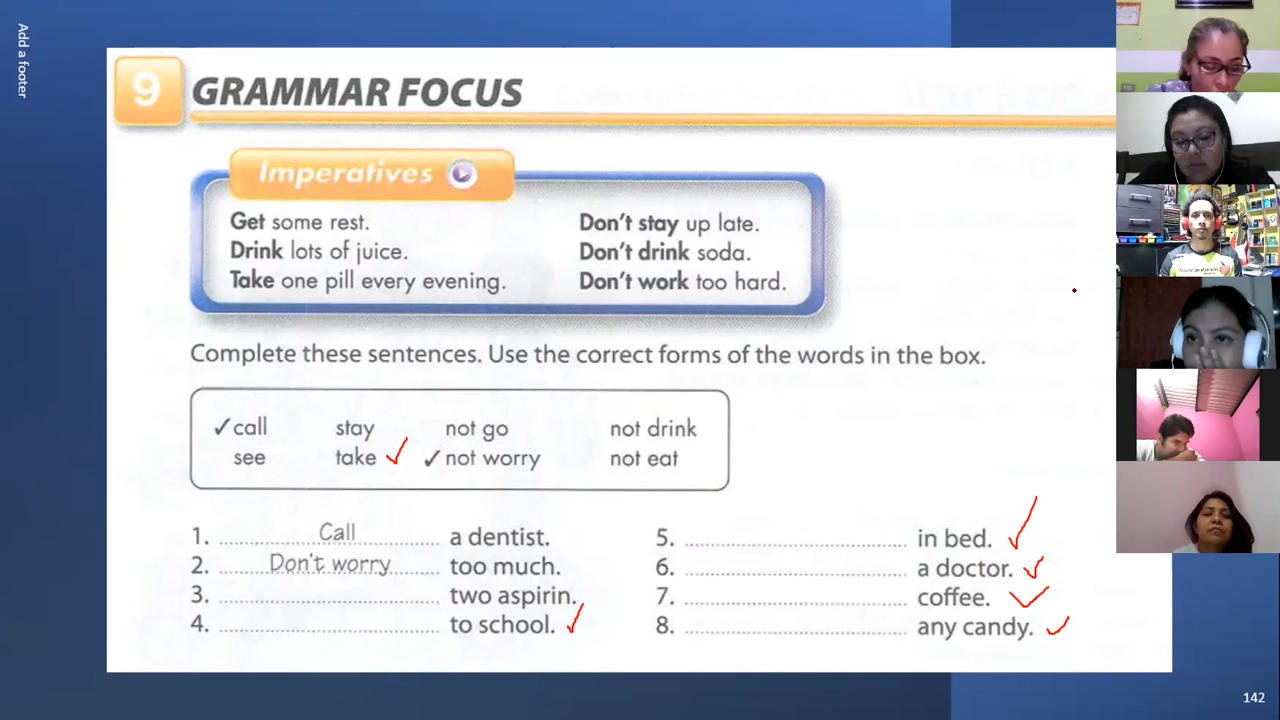 Add a footer
9 GRAMMAR FOCUS
Imperatives
Get some rest.
Drink lots of juice.
Take one pill every evening.
Don't stay up late.
Don't drink soda.
Don't work too hard.
Complete these sentences. Use the correct forms of the words in the box.
✓call stay not go not drink
see take ✓ ✓not worry not eat
1. Call a dentist.
2. Don't worry too much.
3. .......... two aspirin.
4. .......... to school. ✓
5. .......... in bed. ✓
6. .......... a doctor. ✓
7. .......... coffee. ✓
8. .......... any candy. ✓
142